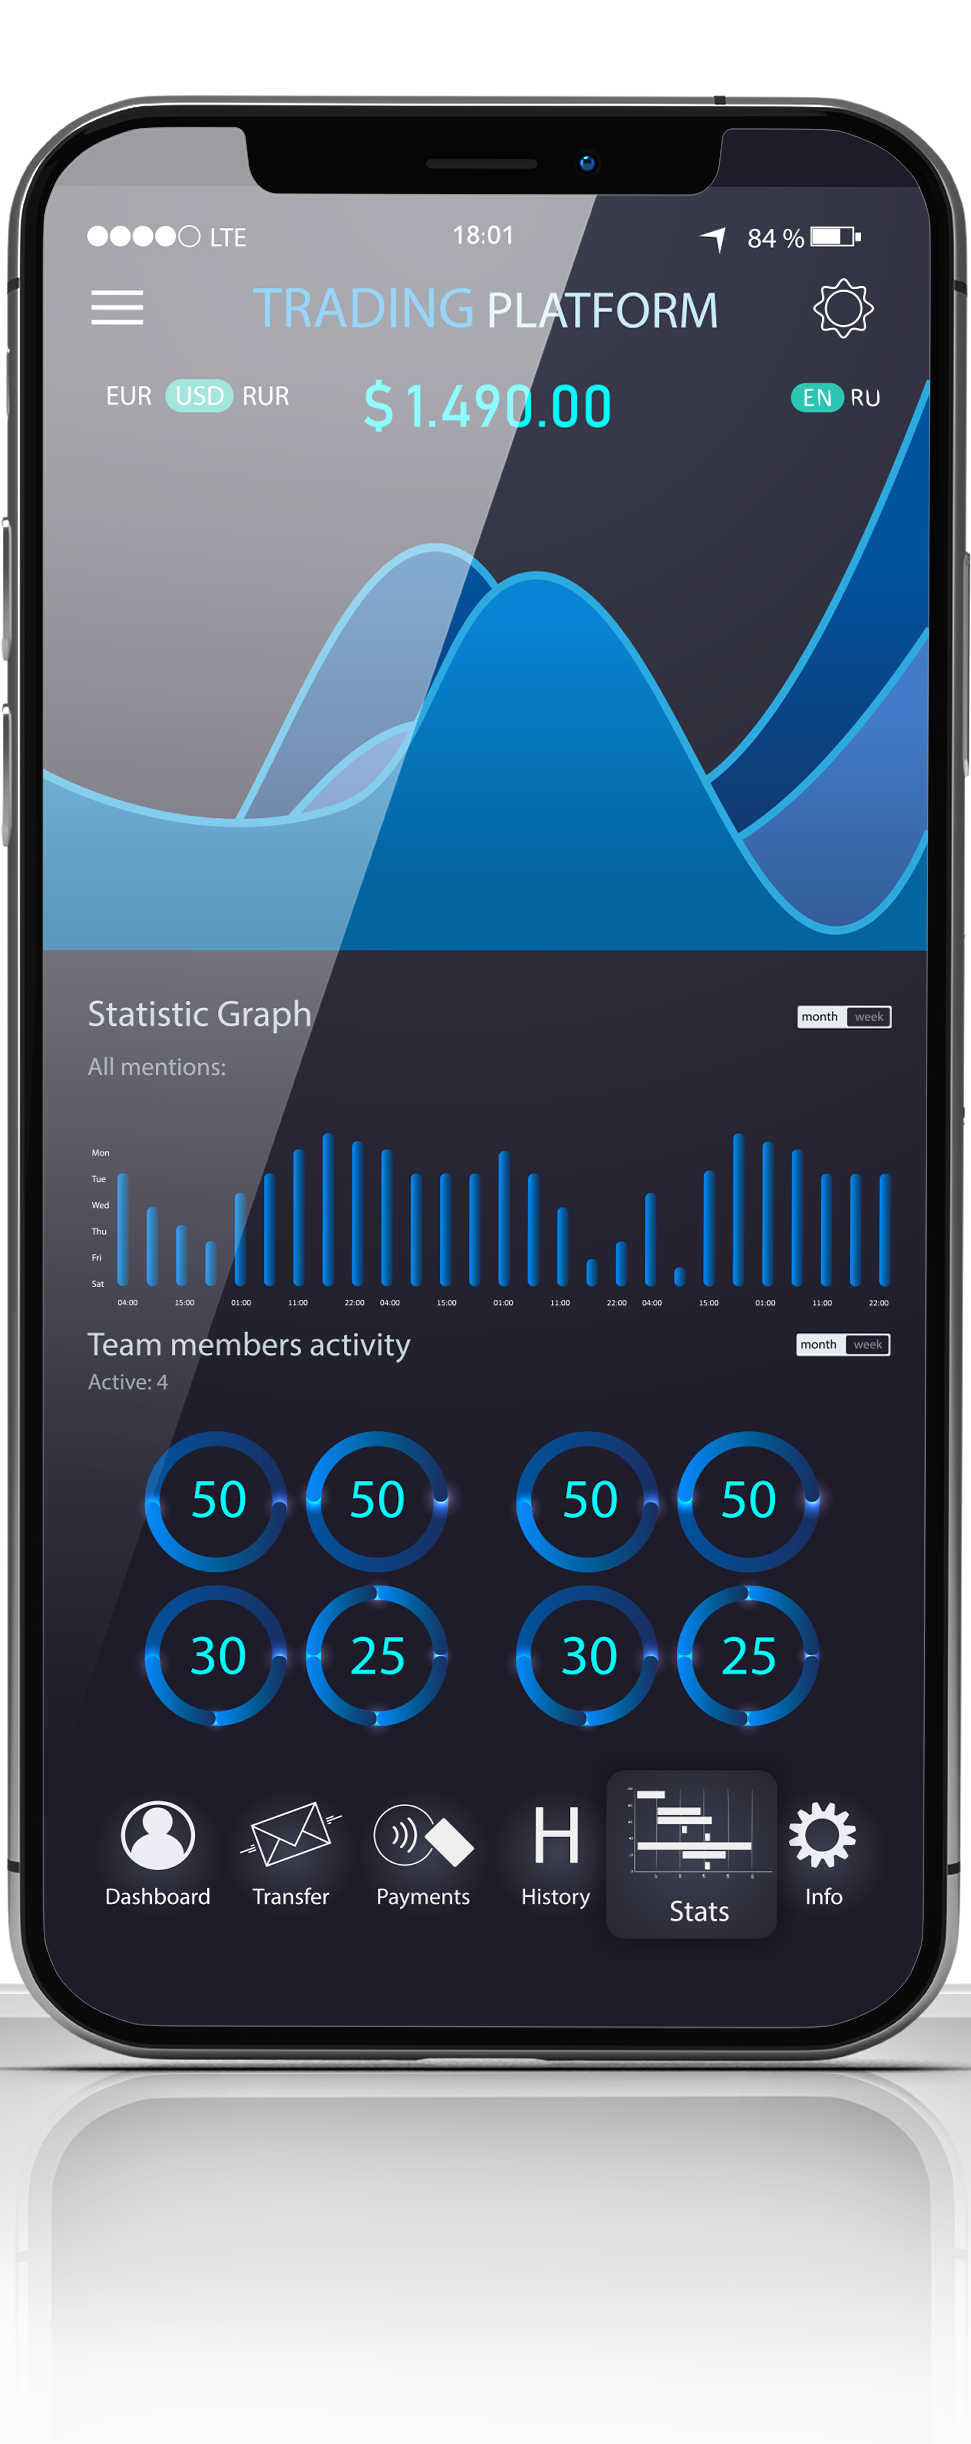 LTE 18:01 84 %
TRADING PLATFORM
EUR USD RUR $ 1.490.00 EN RU
Statistic Graph month week
All mentions:
Mon
Tue
Wed
Thu
Fri
Sat
04:00 15:00 01:00 11:00 22:00 04:00 15:00 01:00 11:00 22:00 04:00 15:00 01:00 11:00 22:00
Team members activity month week
Active: 4
50 50 50 50
30 25 30 25
Dashboard Transfer Payments H History Stats Info